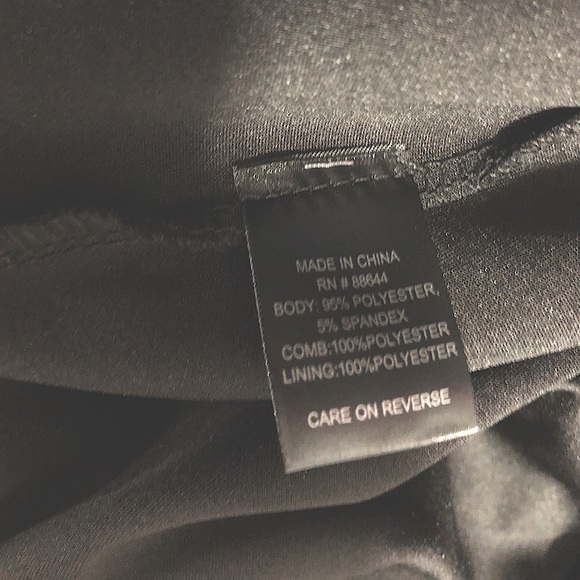 MADE IN CHINA
RN # 88644
BODY: 95% POLYESTER,
5% SPANDEX
COMB:100%POLYESTER
LINING:100%POLYESTER
CARE ON REVERSE